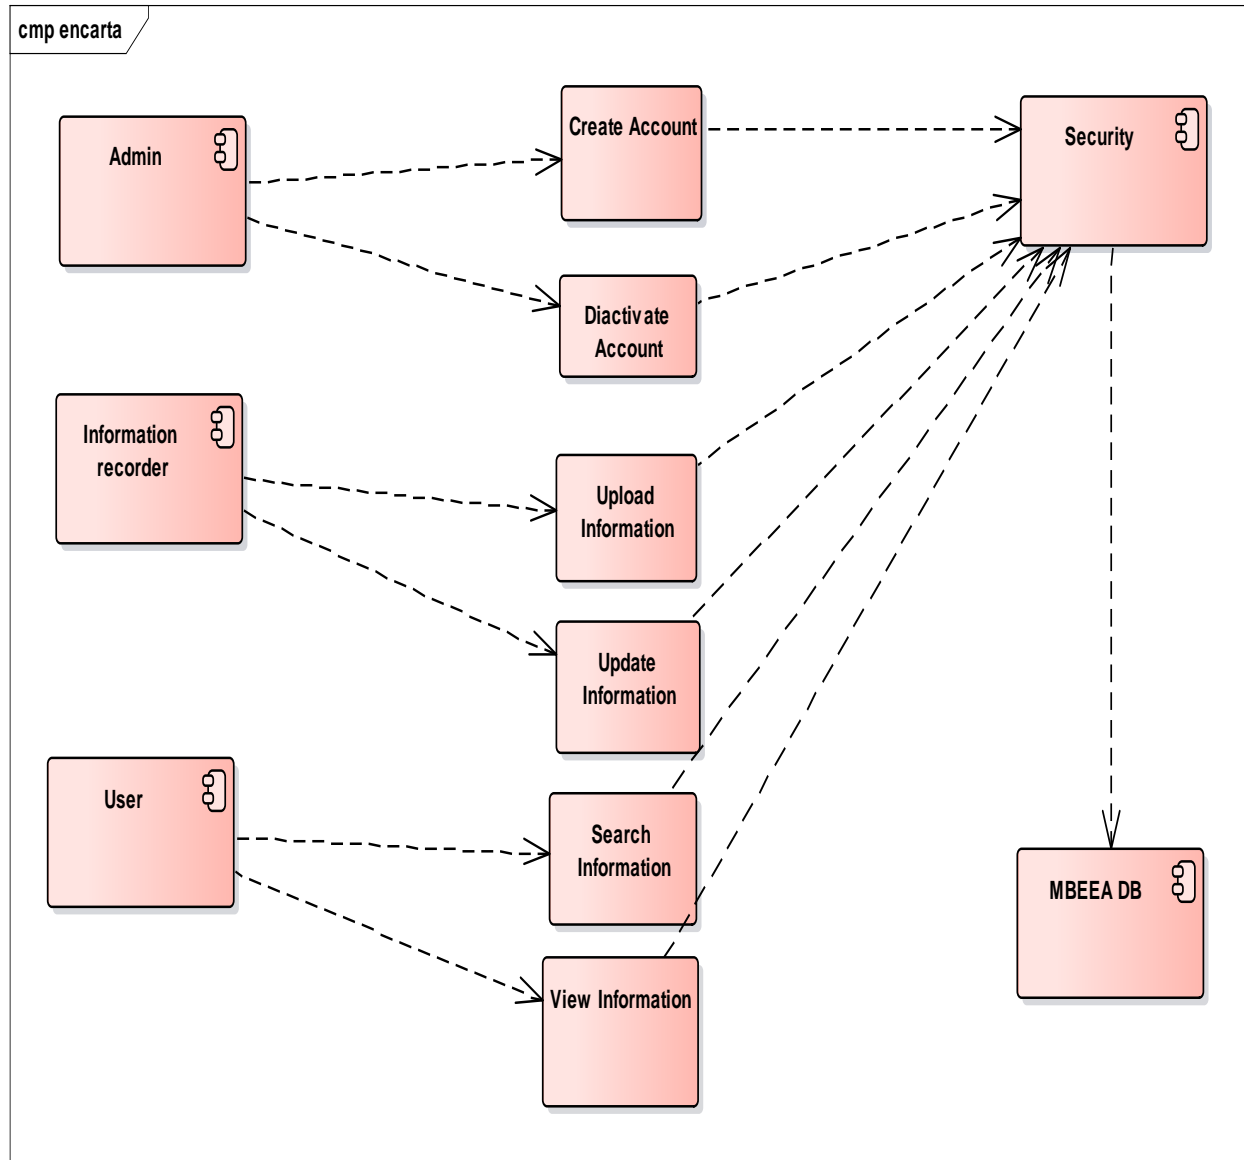 cmp encarta
Admin
Create Account
Security
Diactivate
Account
Information
recorder
Upload
Information
Update
Information
User
Search
Information
MBEEA DB
View Information